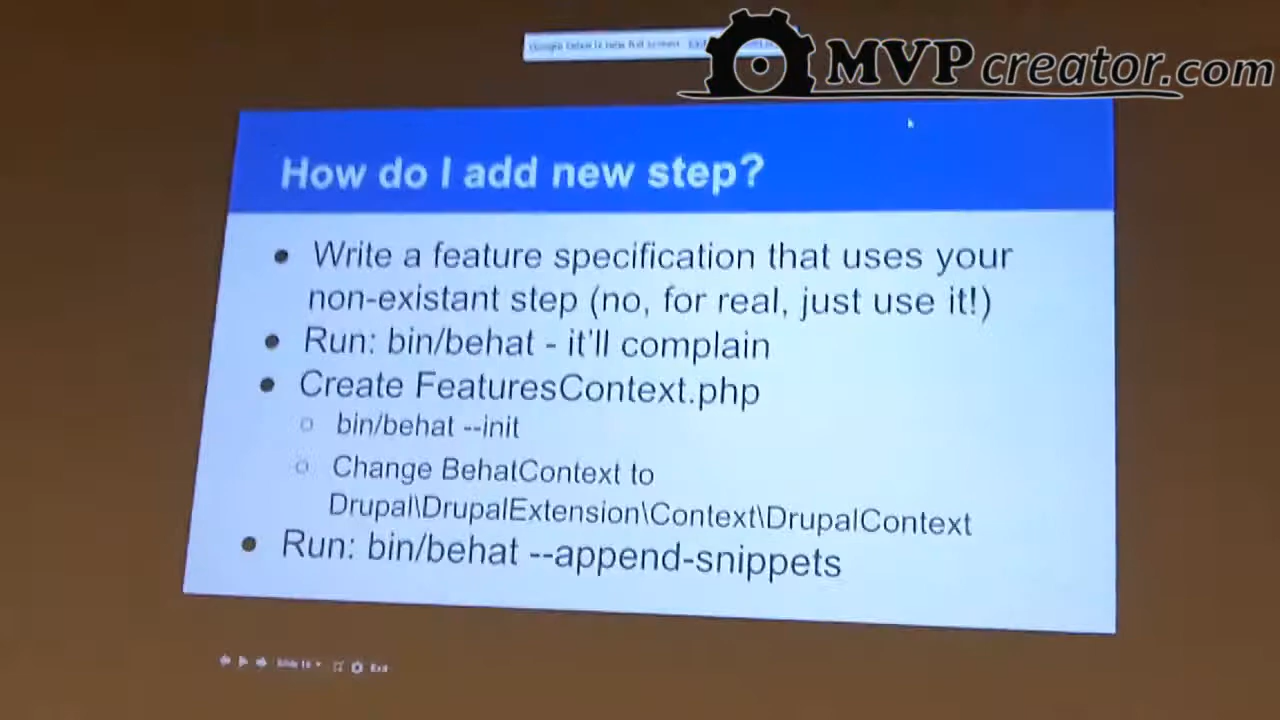 MVPcreator.com
How do I add new step?
● Write a feature specification that uses your
non-existant step (no, for real, just use it!)
● Run: bin/behat - it'll complain
● Create FeaturesContext.php
○ bin/behat --init
○ Change BehatContext to
Drupal\DrupalExtension\Context\DrupalContext
● Run: bin/behat --append-snippets
Exit